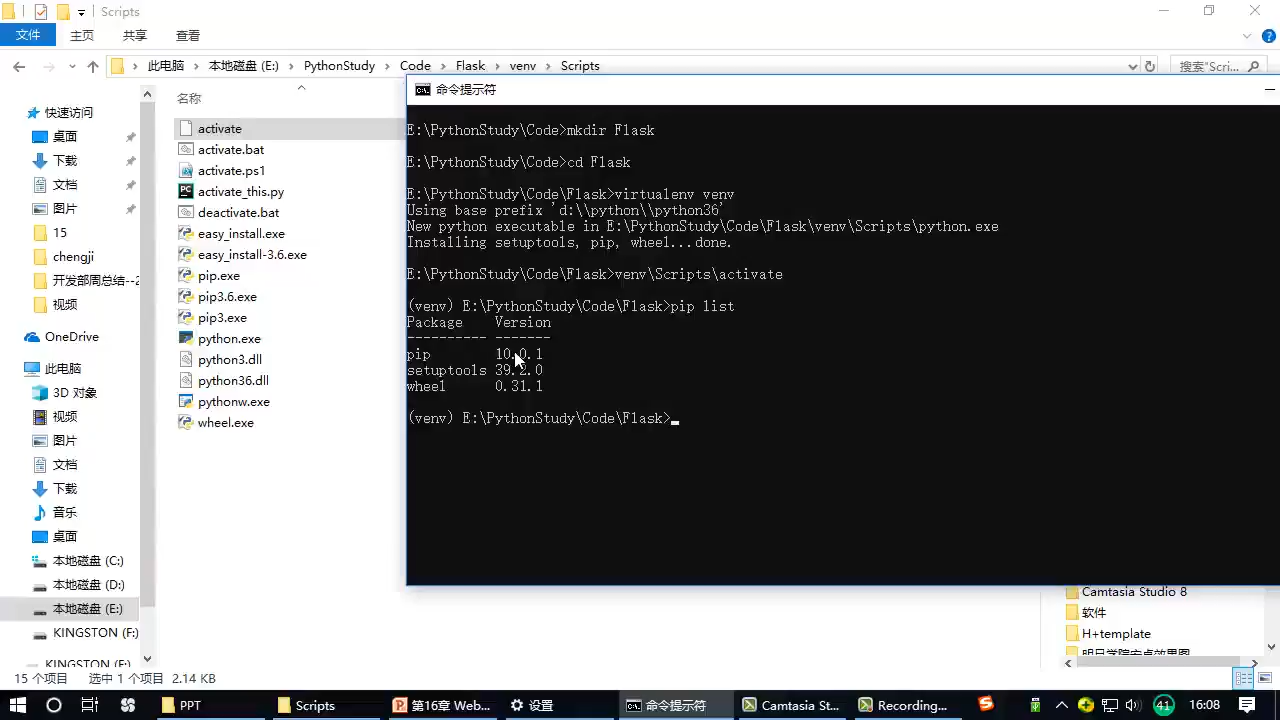 Scripts
文件 主页 共享 查看
此电脑 › 本地磁盘 (E:) › PythonStudy › Code › Flask › venv › Scripts
搜索"Scri...
快速访问
桌面
下载
文档
图片
15
chengji
开发部周总结--2
视频
OneDrive
此电脑
3D 对象
视频
图片
文档
下载
音乐
桌面
本地磁盘 (C:)
本地磁盘 (D:)
本地磁盘 (E:)
KINGSTON (F:)
KINGSTON (F:)
名称
activate
activate.bat
activate.ps1
activate_this.py
deactivate.bat
easy_install.exe
easy_install-3.6.exe
pip.exe
pip3.6.exe
pip3.exe
python.exe
python3.dll
python36.dll
pythonw.exe
wheel.exe
命令提示符
E:\PythonStudy\Code>mkdir Flask
E:\PythonStudy\Code>cd Flask
E:\PythonStudy\Code\Flask>virtualenv venv
Using base prefix 'd:\\python\\python36'
New python executable in E:\PythonStudy\Code\Flask\venv\Scripts\python.exe
Installing setuptools, pip, wheel...done.
E:\PythonStudy\Code\Flask>venv\Scripts\activate
(venv) E:\PythonStudy\Code\Flask>pip list
Package Version
---------- -------
pip 10.0.1
setuptools 39.2.0
wheel 0.31.1
(venv) E:\PythonStudy\Code\Flask>
Camtasia Studio 8
软件
H+template
明日学院安卓效果图
15 个项目 选中 1 个项目 2.14 KB
PPT
Scripts
第16章 Web...
设置
命令提示符
Camtasia St...
Recording...
41
16:08